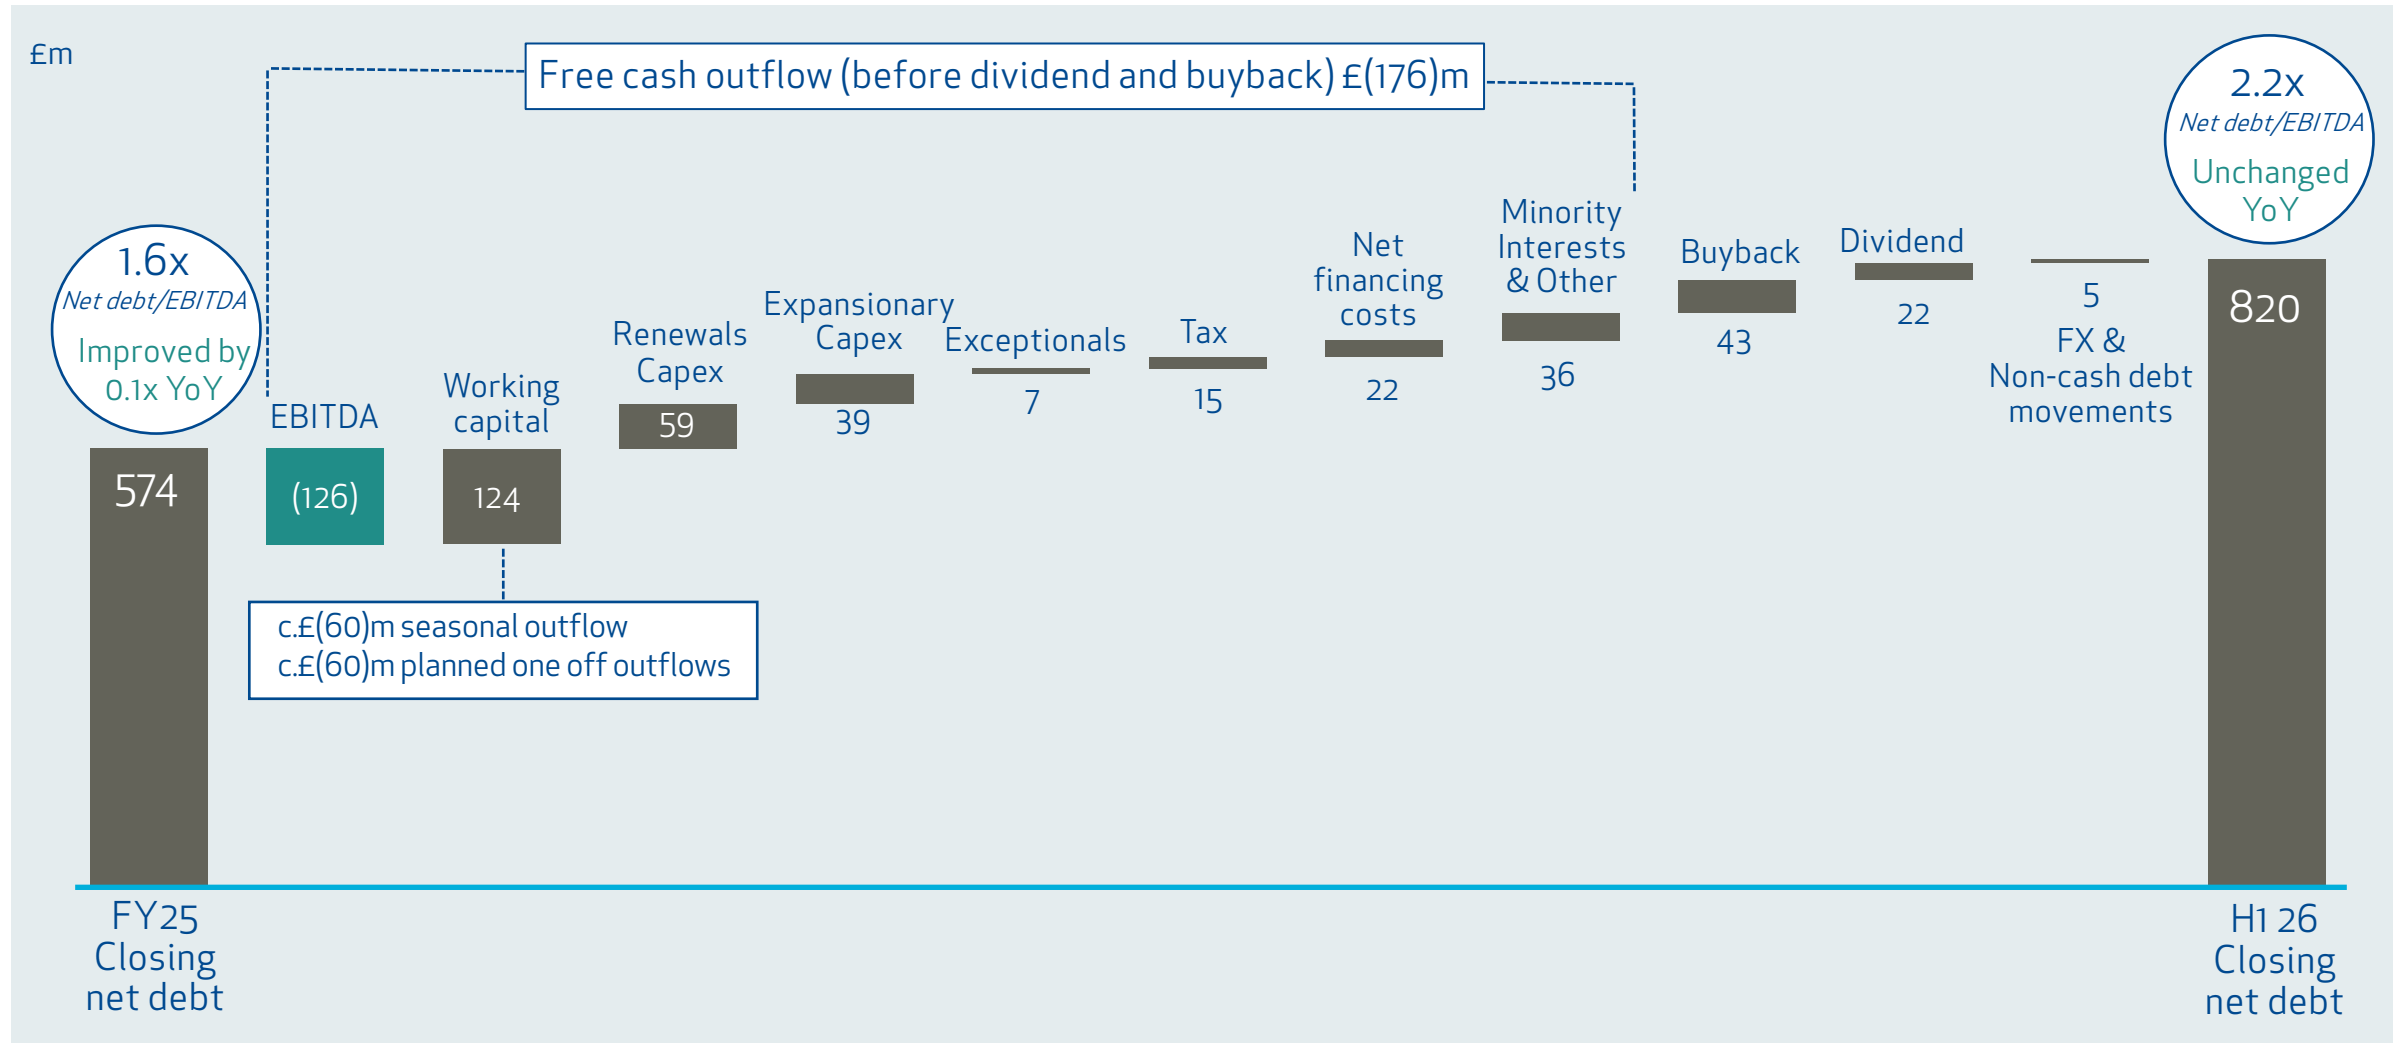 £m
Free cash outflow (before dividend and buyback) £(176)m
2.2x
Net debt/EBITDA
Unchanged
YoY
1.6x
Net debt/EBITDA
Improved by
0.1x YoY
EBITDA
Working
capital
Renewals
Capex
Expansionary
Capex
Exceptionals
Tax
Net
financing
costs
Minority
Interests
& Other
Buyback
Dividend
574
(126)
124
59
39
7
15
22
36
43
22
5
FX &
Non-cash debt
movements
820
c.£(60)m seasonal outflow
c.£(60)m planned one off outflows
FY25
Closing
net debt
H1 26
Closing
net debt